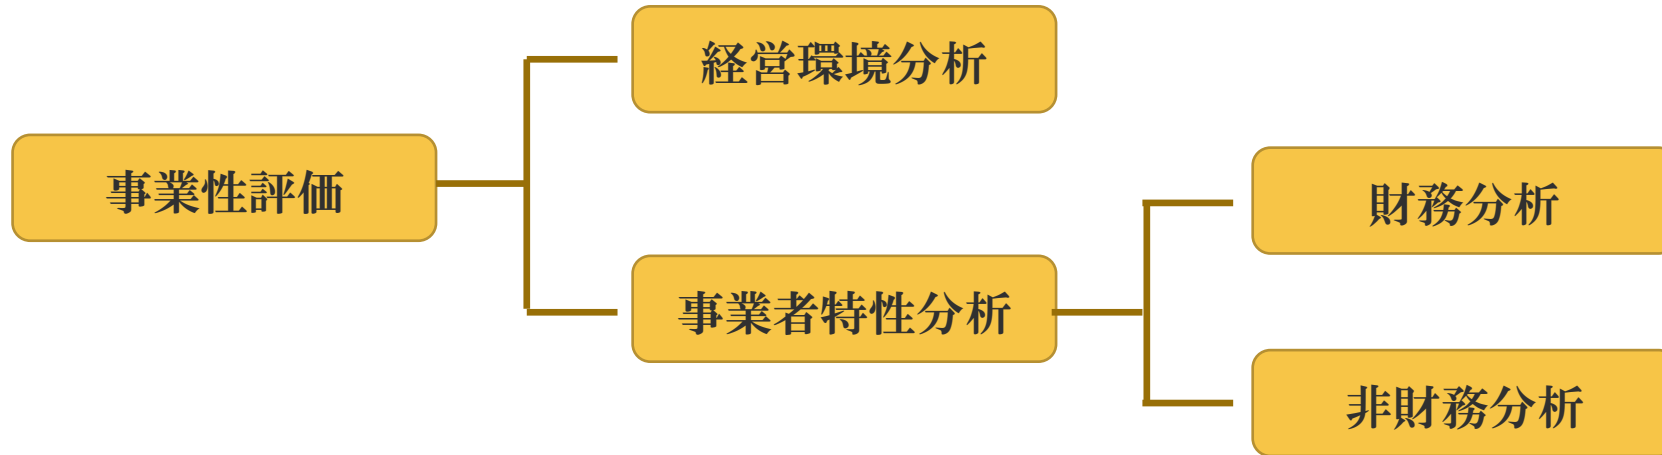 経営環境分析
事業性評価
財務分析
事業者特性分析
非財務分析